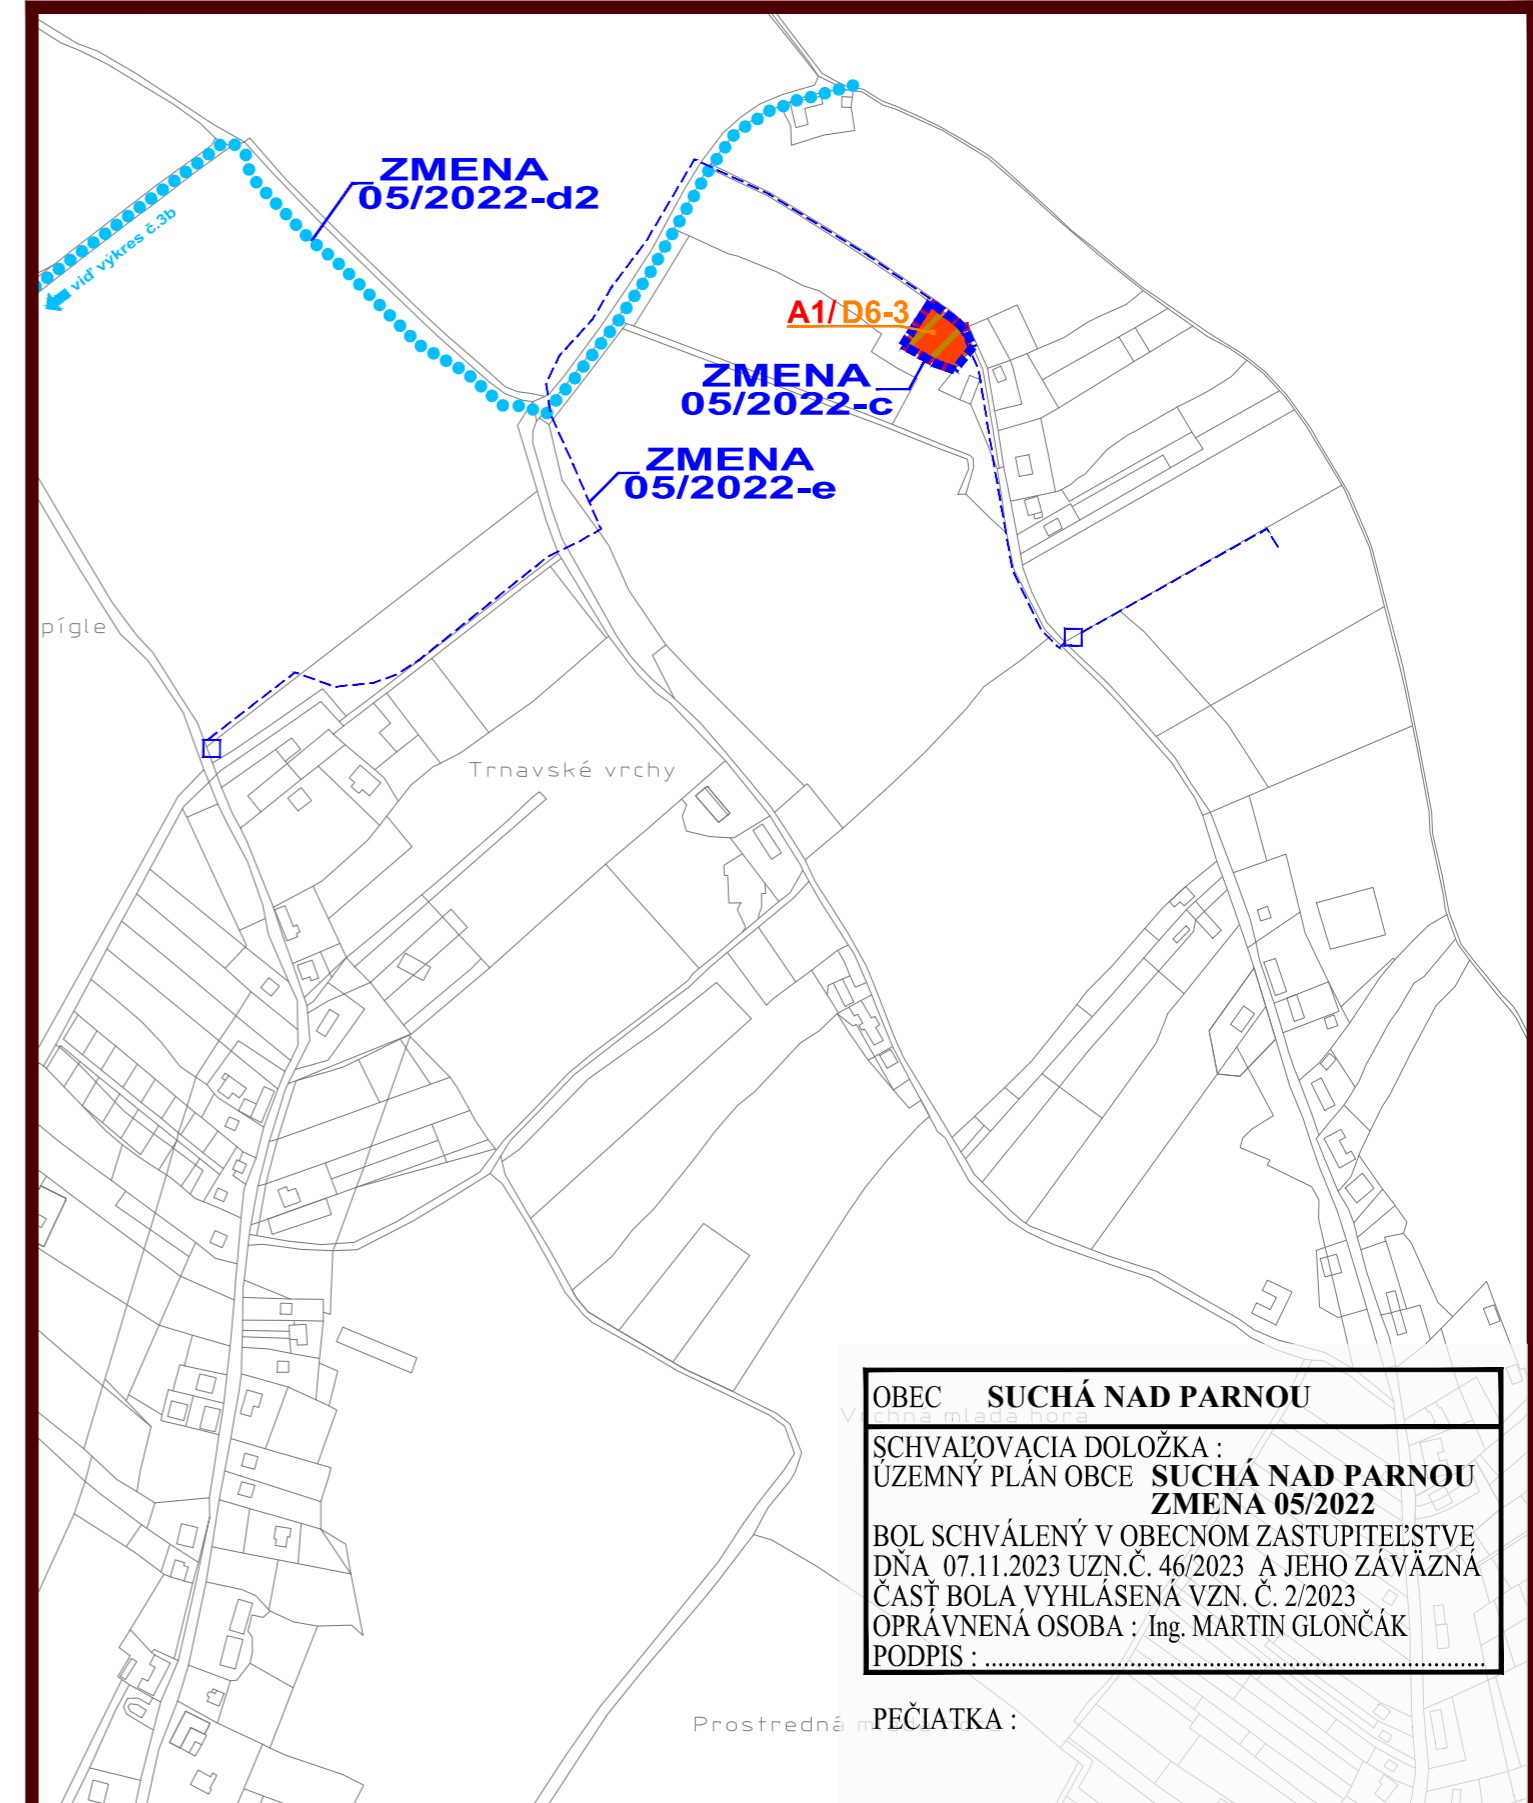 ZMENA
05/2022-d2
viď výkres č.3b
A1/D6-3
ZMENA
05/2022-c
ZMENA
05/2022-e
pígle
Trnavské vrchy
OBEC SUCHÁ NAD PARNOU
Vrchná mladá hora
SCHVAĽOVACIA DOLOŽKA :
ÚZEMNÝ PLÁN OBCE SUCHÁ NAD PARNOU
ZMENA 05/2022
BOL SCHVÁLENÝ V OBECNOM ZASTUPITEĽSTVE
DŇA 07.11.2023 UZN.Č. 46/2023 A JEHO ZÁVÄZNÁ
ČASŤ BOLA VYHLÁSENÁ VZN. Č. 2/2023
OPRÁVNENÁ OSOBA : Ing. MARTIN GLONČÁK
PODPIS : ................................................................................
Prostredná
PEČIATKA :